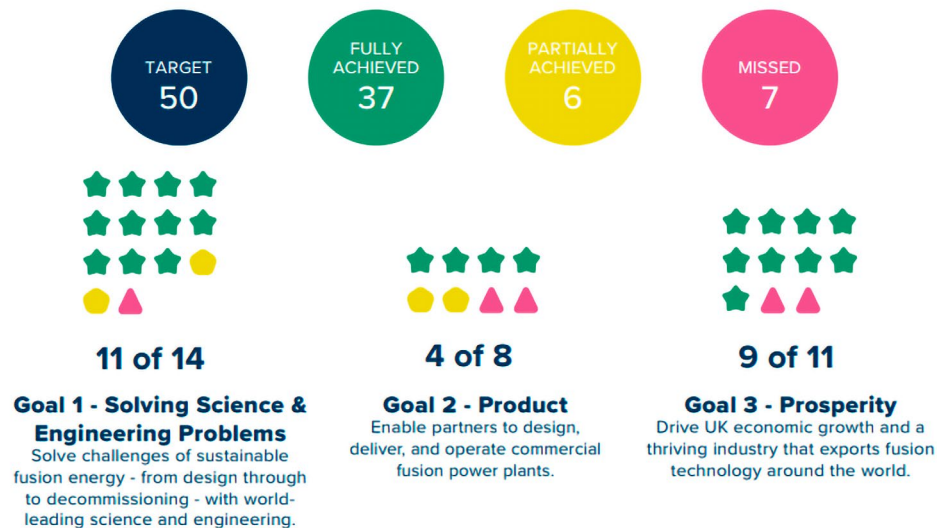 TARGET
50
FULLY
ACHIEVED
37
PARTIALLY
ACHIEVED
6
MISSED
7
11 of 14
Goal 1 - Solving Science &
Engineering Problems
Solve challenges of sustainable
fusion energy - from design through
to decommissioning - with world-
leading science and engineering.
4 of 8
Goal 2 - Product
Enable partners to design,
deliver, and operate commercial
fusion power plants.
9 of 11
Goal 3 - Prosperity
Drive UK economic growth and a
thriving industry that exports fusion
technology around the world.